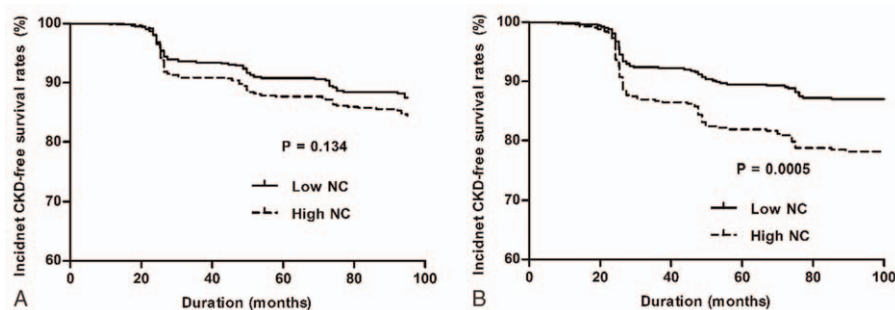 Incidnet CKD-free survival rates (%)
100
90
80
70
60
P = 0.134
Low NC
High NC
0
20
40
60
80
100
A
Duration (months)
Incidnet CKD-free survival rates (%)
100
90
80
70
60
P = 0.0005
Low NC
High NC
0
20
40
60
80
100
B
Duration (months)